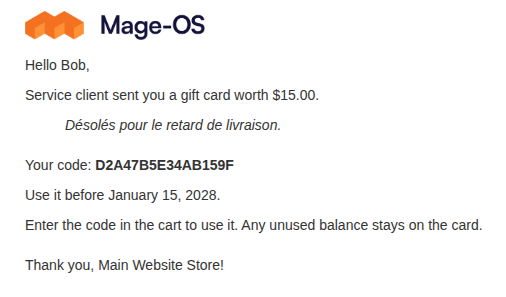 Mage-OS
Hello Bob,
Service client sent you a gift card worth $15.00.
Désolés pour le retard de livraison.
Your code: D2A47B5E34AB159F
Use it before January 15, 2028.
Enter the code in the cart to use it. Any unused balance stays on the card.
Thank you, Main Website Store!